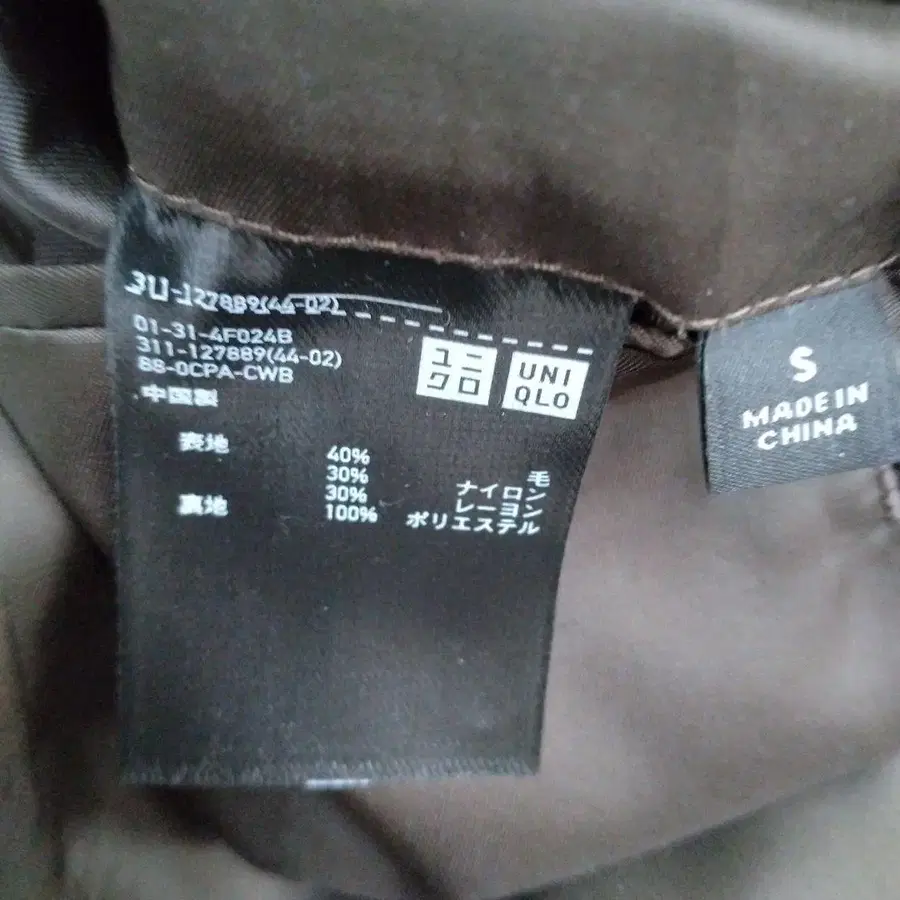 311-127889(44-02)
01-31-4F024B
311-127889(44-02)
88-0CPA-CWB
中国製
ユニ
クロ
UNI
QLO
表地 40% 毛
30% ナイロン
30% レーヨン
裏地 100% ポリエステル
S
MADE IN
CHINA